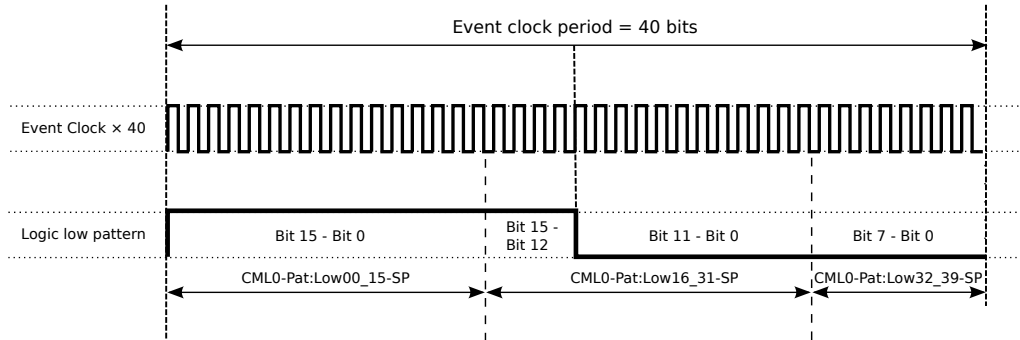 Event clock period = 40 bits
Event Clock × 40
Logic low pattern
Bit 15 - Bit 0
Bit 15 -
Bit 12
Bit 11 - Bit 0
Bit 7 - Bit 0
CML0-Pat:Low00_15-SP
CML0-Pat:Low16_31-SP
CML0-Pat:Low32_39-SP